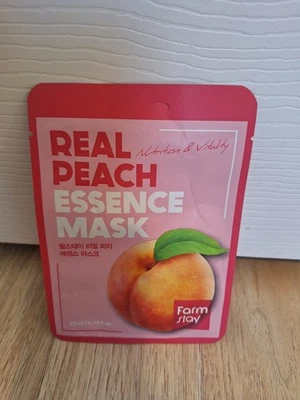 REAL
PEACH
Nutrition & Vitality
ESSENCE
MASK
팜스테이 리얼 피치
에센스 마스크
Farm
stay